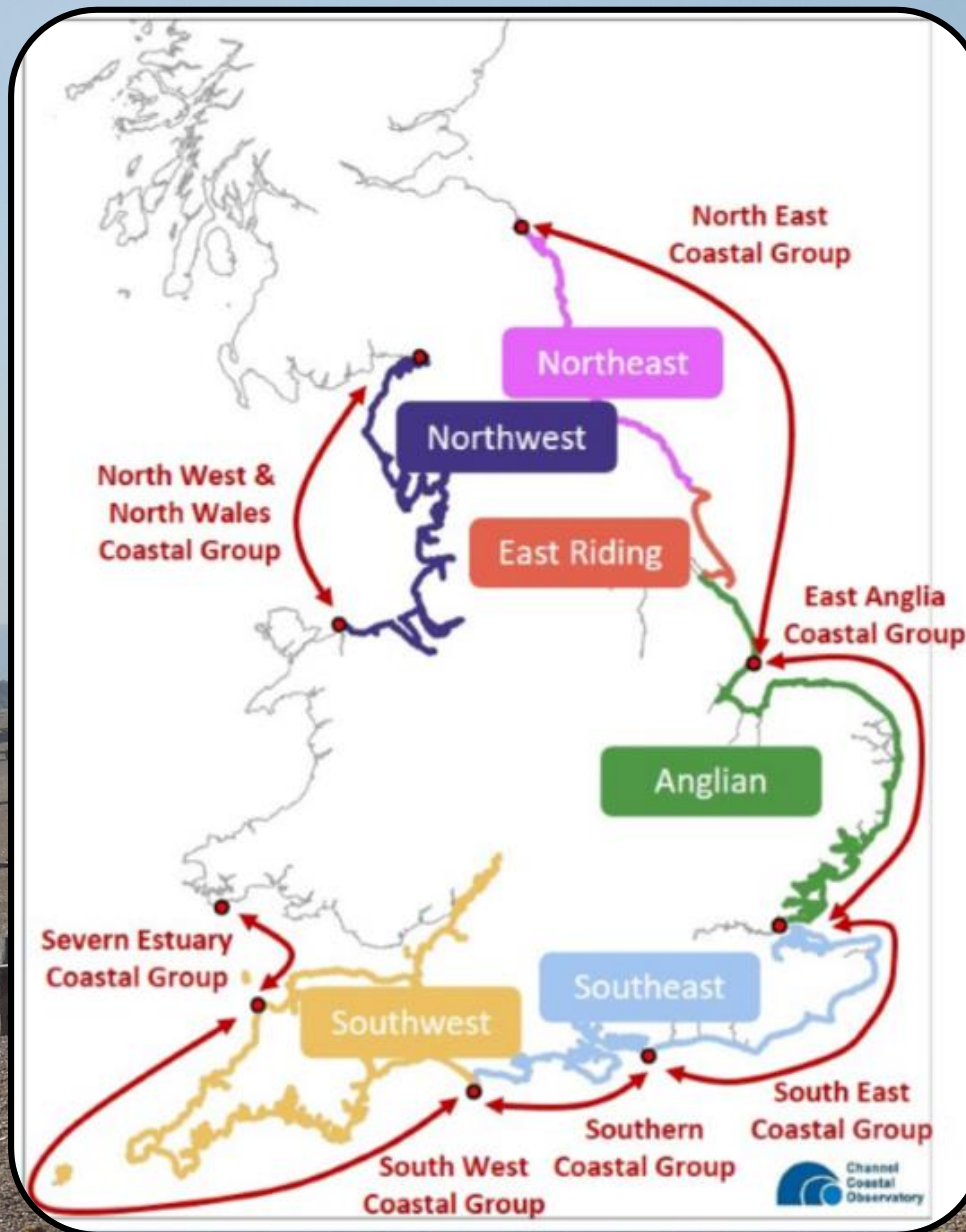 North East
Coastal Group
Northeast
Northwest
North West &
North Wales
Coastal Group
East Riding
East Anglia
Coastal Group
Anglian
Severn Estuary
Coastal Group
Southeast
Southwest
South East
Coastal Group
Southern
Coastal Group
South West
Coastal Group
Channel
Coastal
Observatory